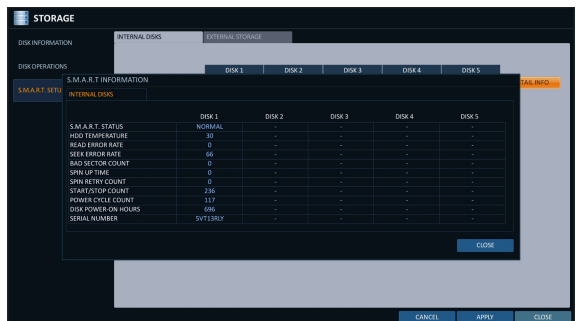 STORAGE
INTERNAL DISKS EXTERNAL STORAGE
DISK INFORMATION
DISK OPERATIONS
DISK 1 DISK 2 DISK 3 DISK 4 DISK 5
S.M.A.R.T. SETU
TAIL INFO
S.M.A.R.T INFORMATION
INTERNAL DISKS
DISK 1 DISK 2 DISK 3 DISK 4 DISK 5
S.M.A.R.T. STATUS NORMAL - - - -
HDD TEMPERATURE 30 - - - -
READ ERROR RATE 0 - - - -
SEEK ERROR RATE 66 - - - -
BAD SECTOR COUNT 0 - - - -
SPIN UP TIME 0 - - - -
SPIN RETRY COUNT 0 - - - -
START/STOP COUNT 236 - - - -
POWER CYCLE COUNT 117 - - - -
DISK POWER-ON HOURS 696 - - - -
SERIAL NUMBER 5VT13RLY - - - -
CLOSE
CANCEL APPLY CLOSE